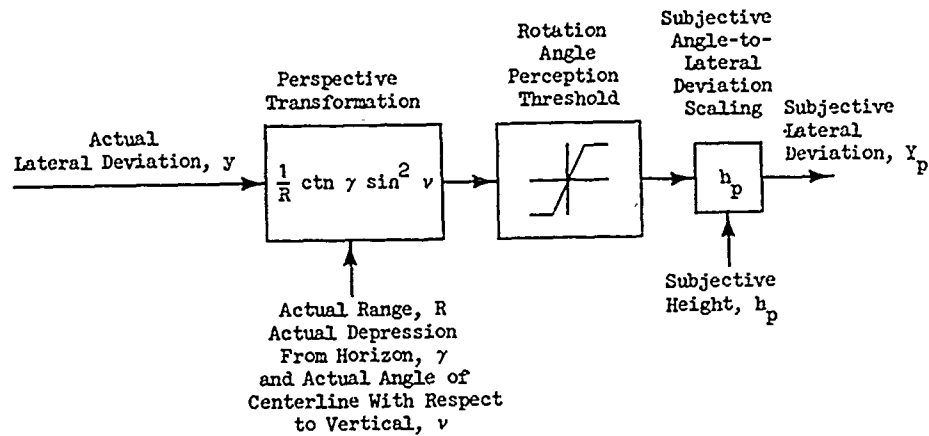 Actual
Lateral Deviation, y
Perspective
Transformation
1/R ctn γ sin² ν
Actual Range, R
Actual Depression
From Horizon, γ
and Actual Angle of
Centerline With Respect
to Vertical, ν
Rotation
Angle
Perception
Threshold
Subjective
Angle-to-
Lateral
Deviation
Scaling
h_p
Subjective
Height, h_p
Subjective
Lateral
Deviation, Y_p